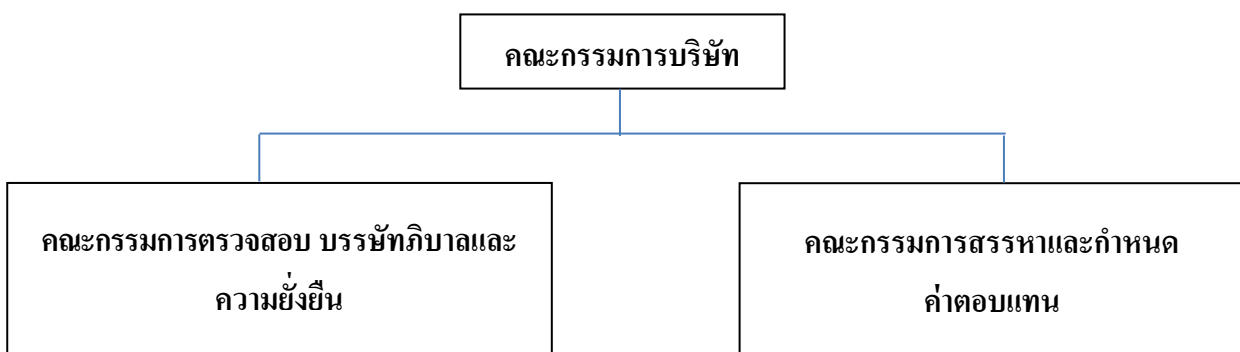 คณะกรรมการบริษัท
คณะกรรมการตรวจสอบ บรรษัทภิบาลและ
ความยั่งยืน
คณะกรรมการสรรหาและกำหนด
ค่าตอบแทน